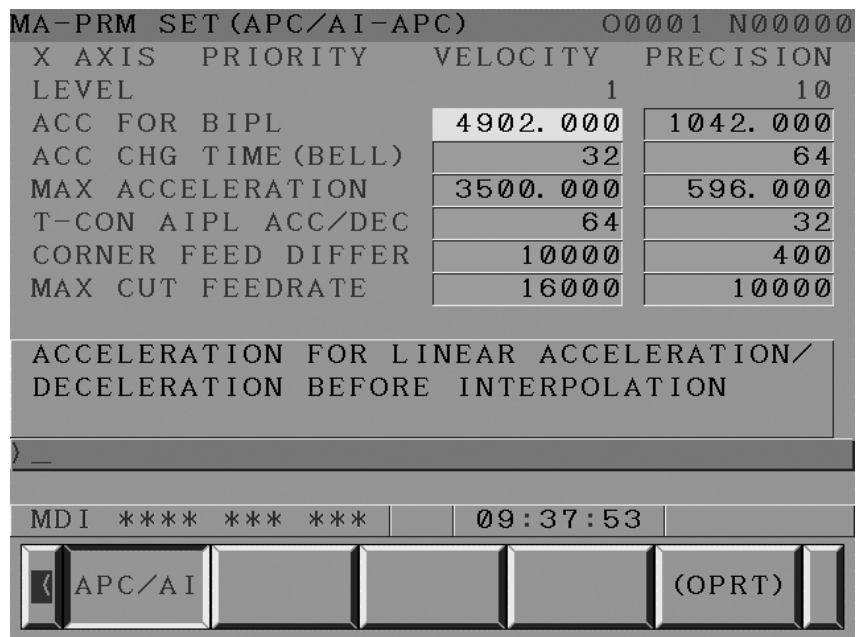 MA-PRM SET(APC/AI-APC) O0001 N00000
X AXIS PRIORITY VELOCITY PRECISION
LEVEL 1 10
ACC FOR BIPL 4902.000 1042.000
ACC CHG TIME(BELL) 32 64
MAX ACCELERATION 3500.000 596.000
T-CON AIPL ACC/DEC 64 32
CORNER FEED DIFFER 10000 400
MAX CUT FEEDRATE 16000 10000
ACCELERATION FOR LINEAR ACCELERATION/
DECELERATION BEFORE INTERPOLATION
>_
MDI **** *** *** 09:37:53
< APC/AI (OPRT)